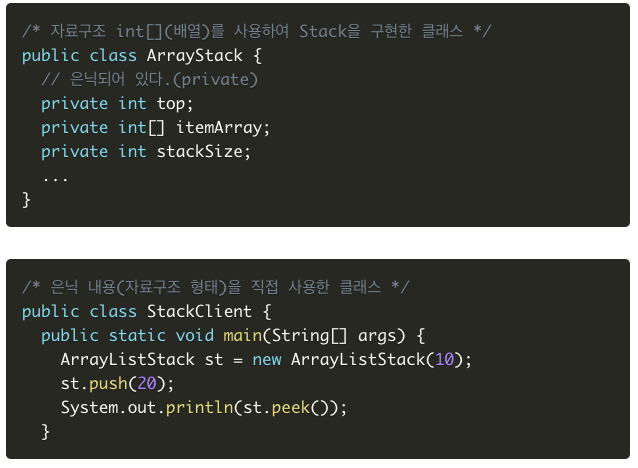 /* 자료구조 int[](배열)를 사용하여 Stack을 구현한 클래스 */
public class ArrayStack {
  // 은닉되어 있다.(private)
  private int top;
  private int[] itemArray;
  private int stackSize;
  ...
}
/* 은닉 내용(자료구조 형태)을 직접 사용한 클래스 */
public class StackClient {
  public static void main(String[] args) {
    ArrayListStack st = new ArrayListStack(10);
    st.push(20);
    System.out.println(st.peek());
  }